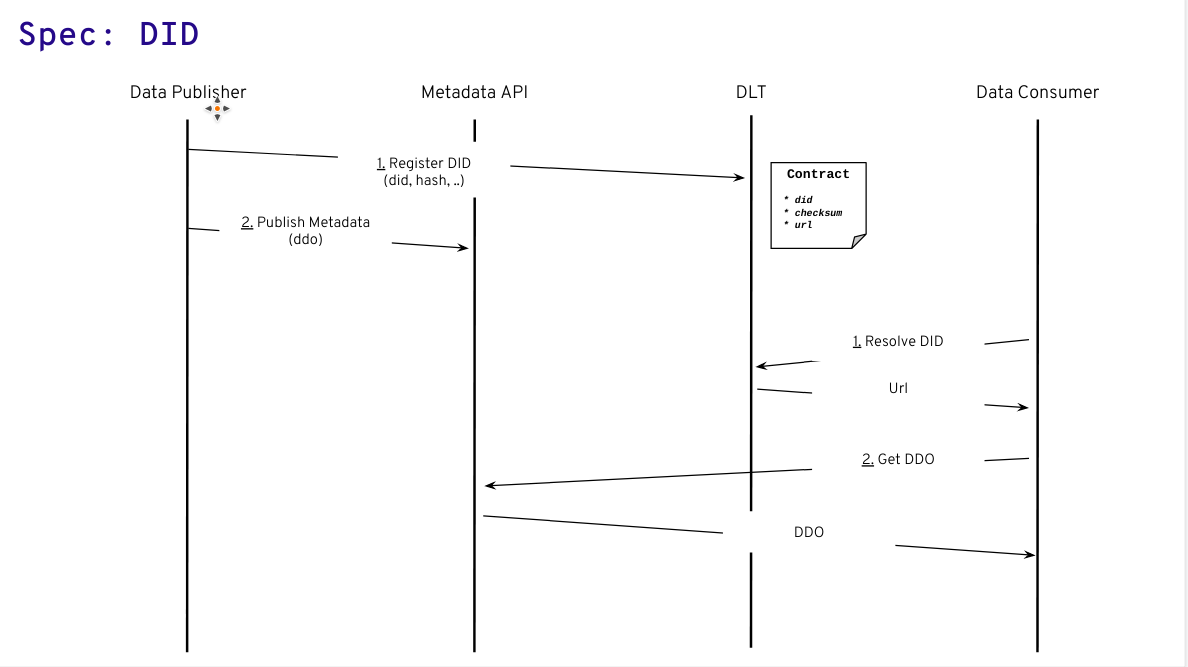 Spec: DID
Data Publisher
Metadata API
DLT
Data Consumer
1. Register DID
(did, hash, ..)
Contract
* did
* checksum
* url
2. Publish Metadata
(ddo)
1. Resolve DID
Url
2. Get DDO
DDO